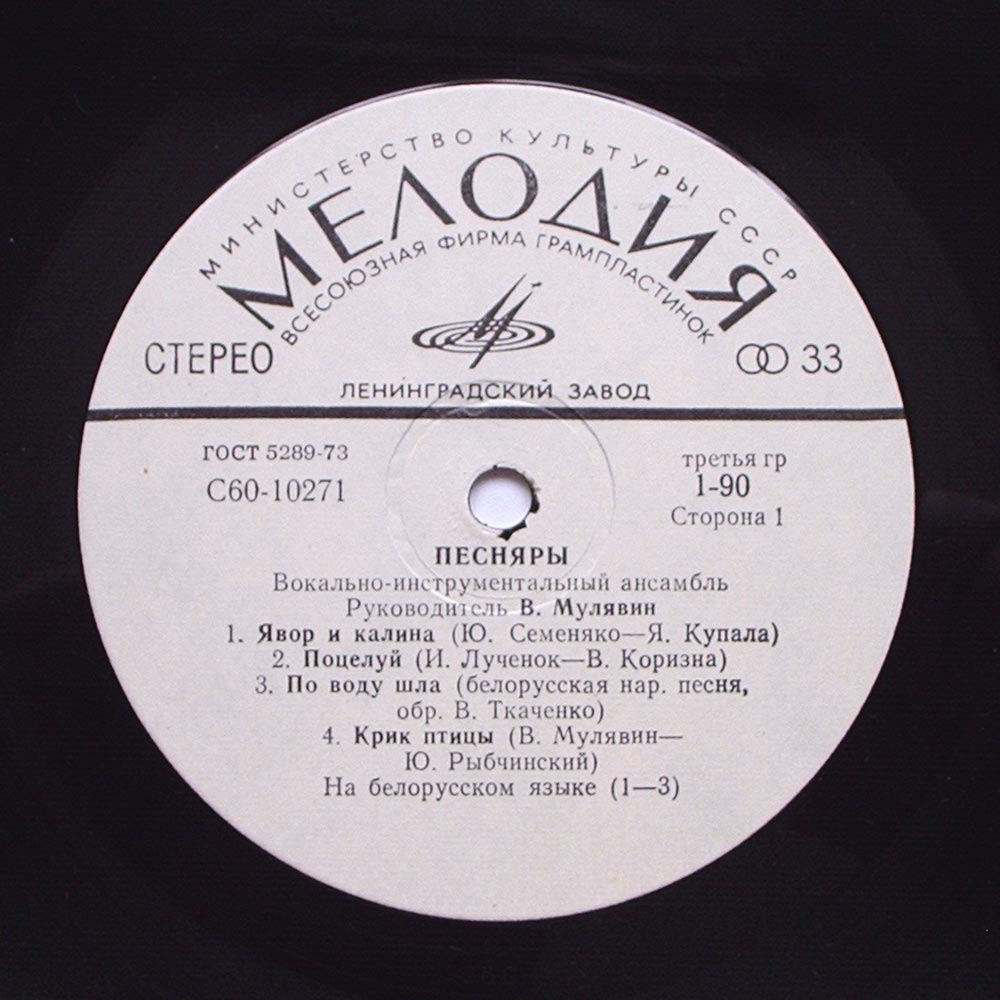 МИНИСТЕРСТВО КУЛЬТУРЫ СССР
МЕЛОДИЯ
ВСЕСОЮЗНАЯ ФИРМА ГРАМПЛАСТИНОК
СТЕРЕО
33
ЛЕНИНГРАДСКИЙ ЗАВОД
ГОСТ 5289-73
С60-10271
третья гр
1-90
Сторона 1
ПЕСНЯРЫ
Вокально-инструментальный ансамбль
Руководитель В. Мулявин
1. Явор и калина (Ю. Семеняко—Я. Купала)
2. Поцелуй (И. Лученок—В. Коризна)
3. По воду шла (белорусская нар. песня,
обр. В. Ткаченко)
4. Крик птицы (В. Мулявин—
Ю. Рыбчинский)
На белорусском языке (1—3)